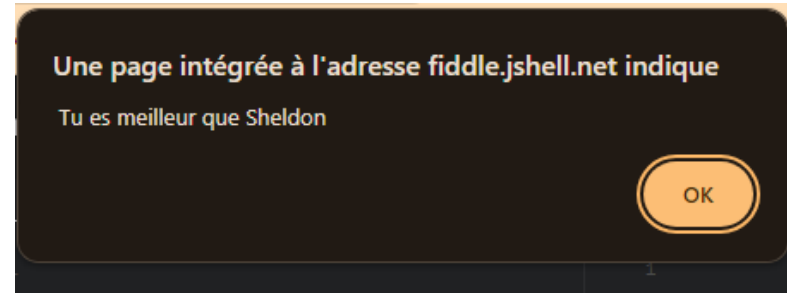 Une page intégrée à l'adresse fiddle.jshell.net indique
Tu es meilleur que Sheldon
OK
1